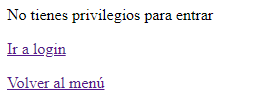 No tienes privilegios para entrar
Ir a login
Volver al menú